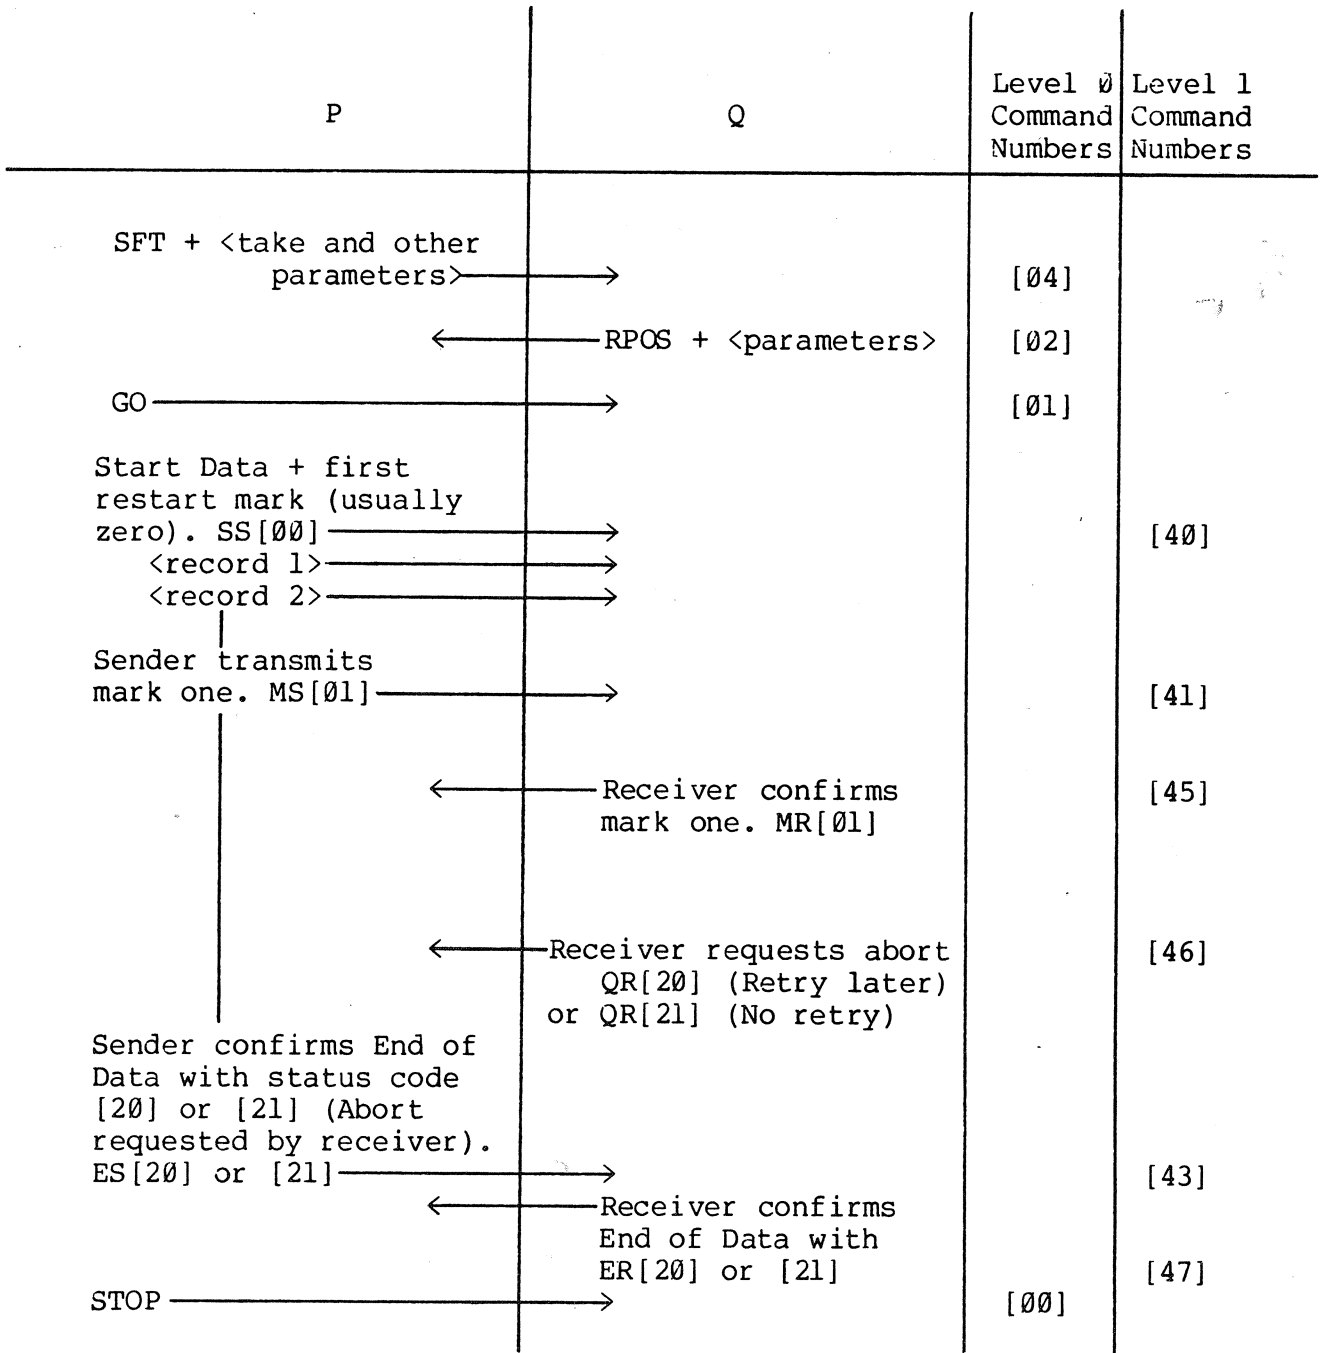 P
Q
Level Ø
Command
Numbers
Level 1
Command
Numbers
SFT + <take and other
parameters>
[Ø4]
RPOS + <parameters>
[Ø2]
GO
[Ø1]
Start Data + first
restart mark (usually
zero). SS[ØØ]
[4Ø]
<record 1>
<record 2>
Sender transmits
mark one. MS[Ø1]
[41]
Receiver confirms
[45]
mark one. MR[Ø1]
Receiver requests abort
[46]
QR[2Ø] (Retry later)
or QR[21] (No retry)
Sender confirms End of
Data with status code
[2Ø] or [21] (Abort
requested by receiver).
ES[2Ø] or [21]
[43]
Receiver confirms
End of Data with
ER[2Ø] or [21]
[47]
STOP
[ØØ]